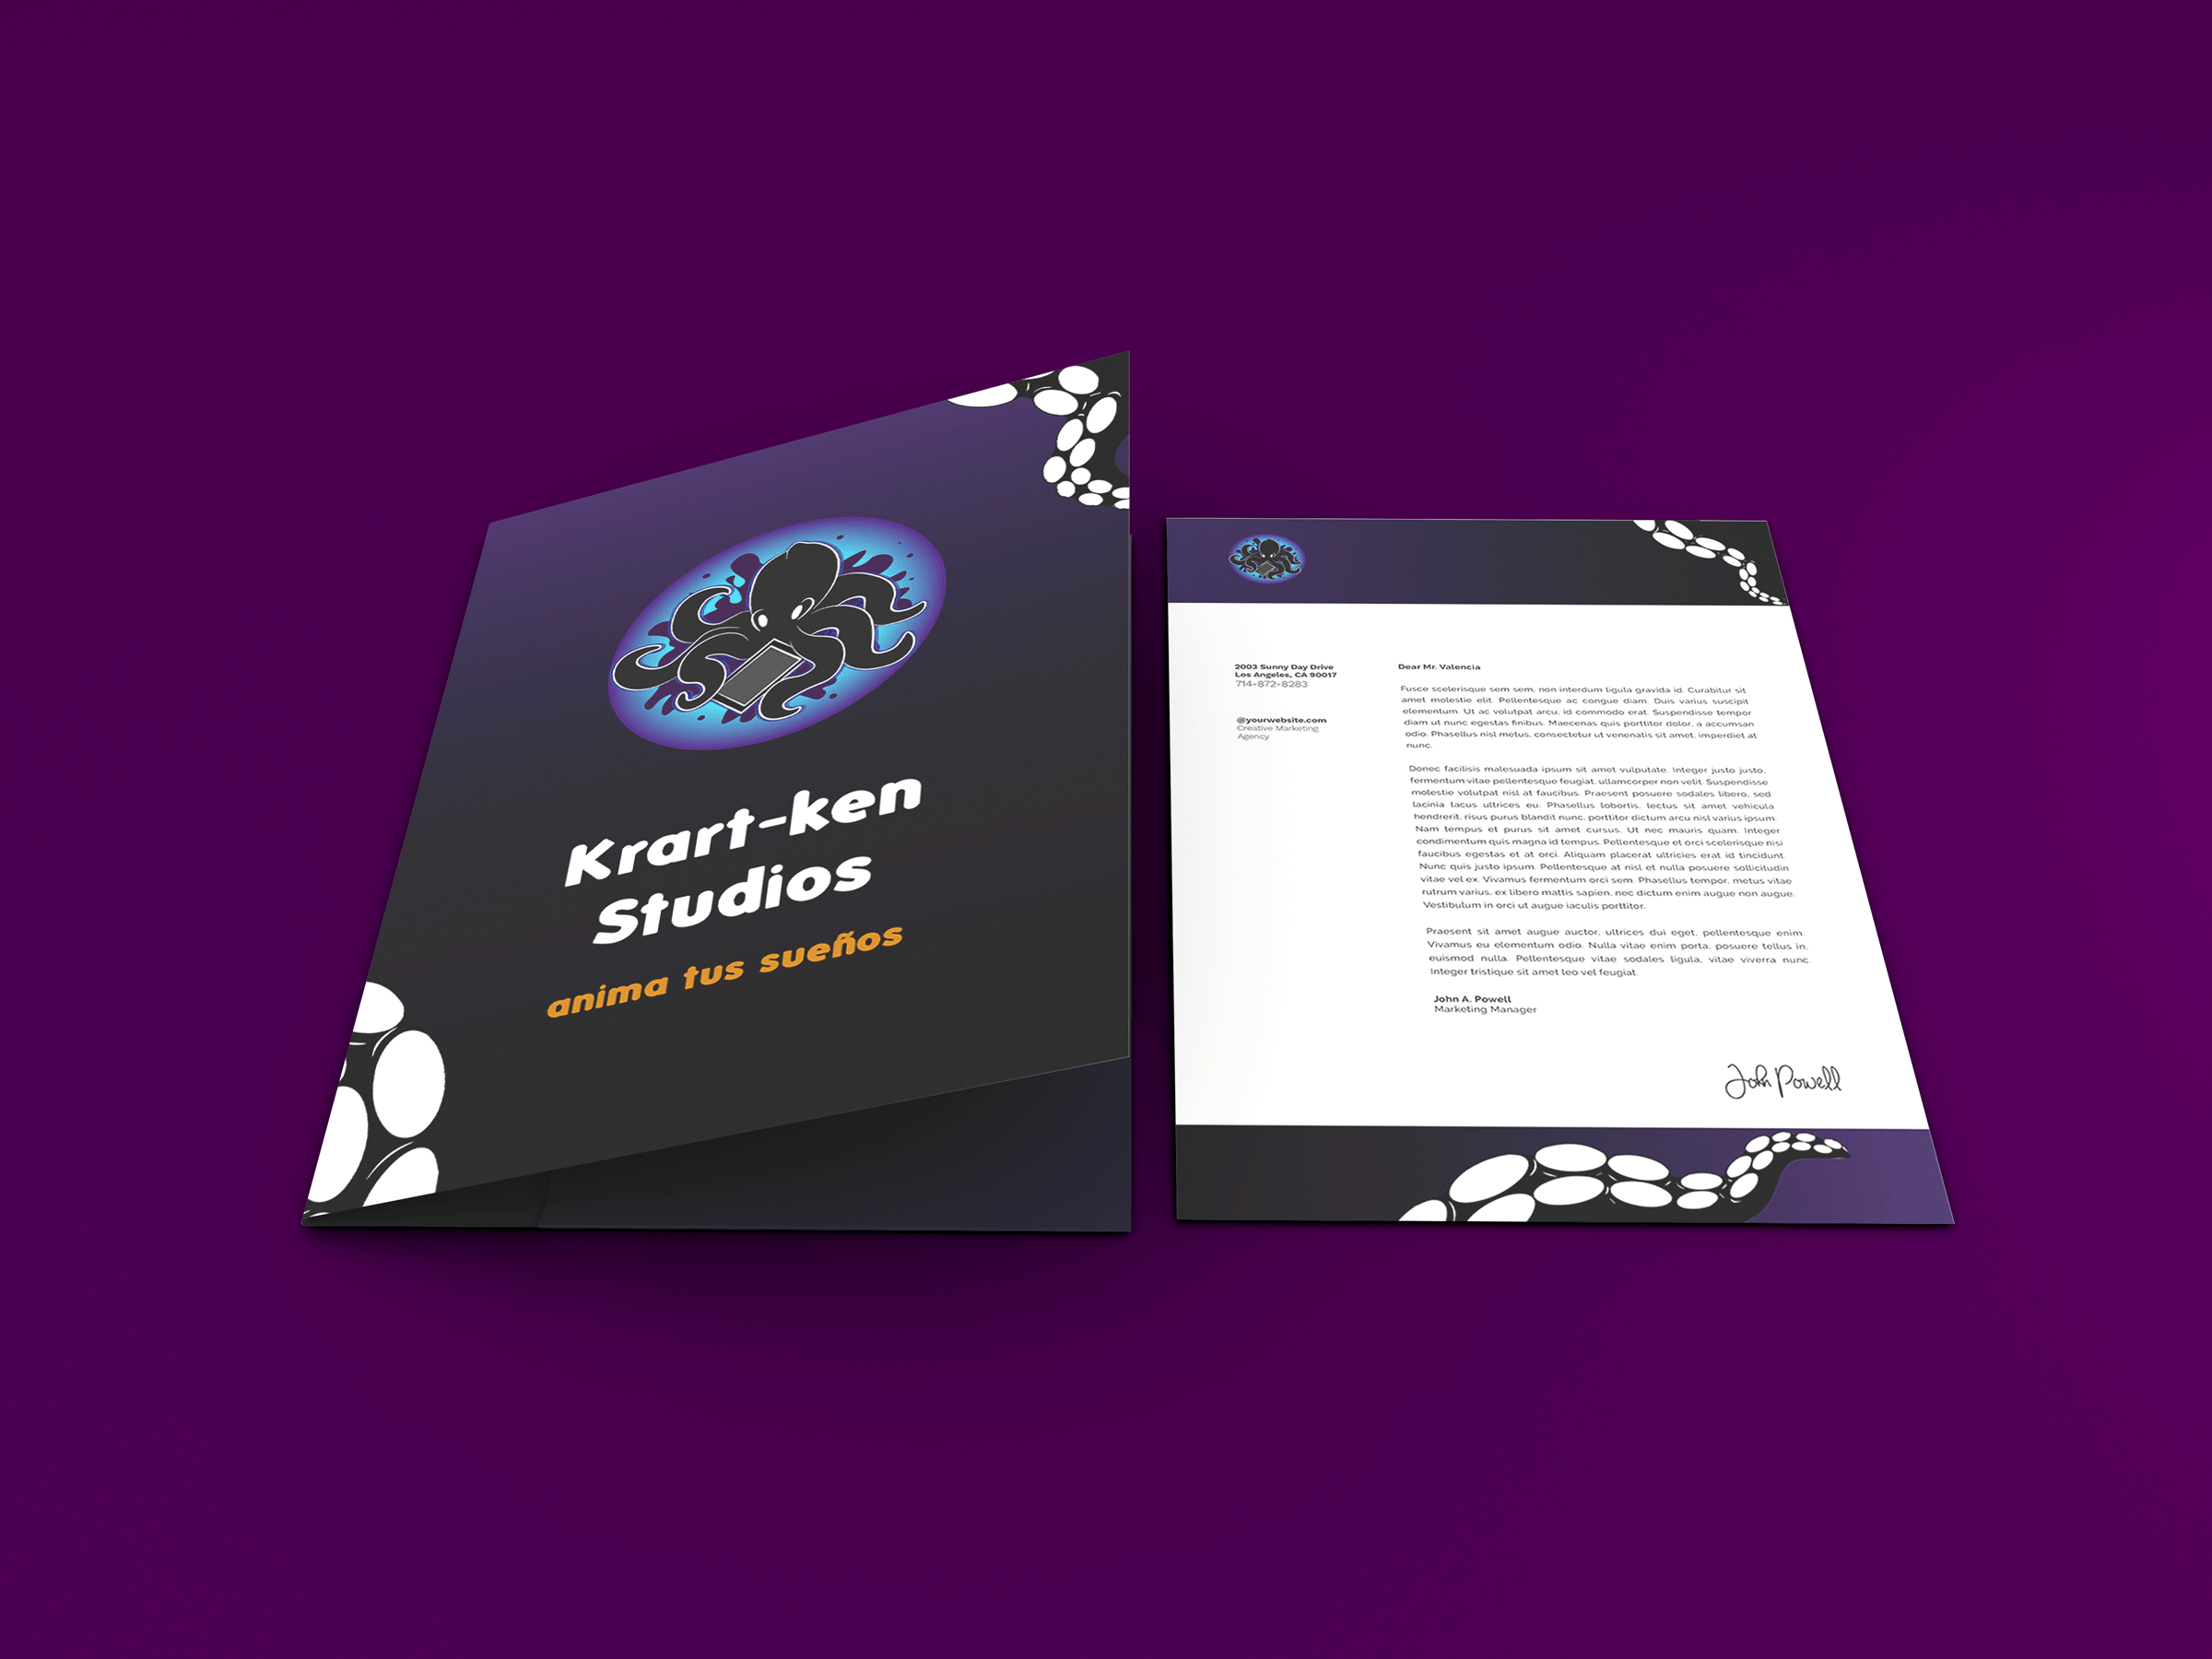 Krart-ken
Studios
anima tus sueños
2003 Sunny Day Drive
Los Angeles, CA 90017
714-872-8283
@yourwebsite.com
Creative Marketing
Agency
Dear Mr. Valencia
Fusce scelerisque sem sem, non interdum ligula gravida id. Curabitur sit
amet molestie elit. Pellentesque ac congue diam. Duis varius suscipit
elementum. Ut ac volutpat arcu, id commodo erat. Suspendisse tempor
diam ut nunc egestas finibus. Maecenas quis porttitor dolor, a accumsan
odio. Phasellus nisl metus, consectetur ut venenatis sit amet, imperdiet at
nunc.
Donec facilisis malesuada ipsum sit amet vulputate. Integer justo justo,
fermentum vitae pellentesque feugiat, ullamcorper non velit. Suspendisse
molestie volutpat nisl at faucibus. Praesent posuere sodales libero, sed
lacinia lacus ultrices eu. Phasellus lobortis, lectus sit amet vehicula
hendrerit, risus purus blandit nunc, porttitor dictum arcu nisl varius ipsum.
Nam tempus et purus sit amet cursus. Ut nec mauris quam. Integer
condimentum quis magna id tempus. Pellentesque et orci scelerisque nisi
faucibus egestas et at orci. Aliquam placerat ultricies erat id tincidunt.
Nunc quis justo ipsum. Pellentesque at nisl et nulla posuere sollicitudin
vitae vel ex. Vivamus fermentum orci sem. Phasellus tempor, metus vitae
rutrum varius, ex libero mattis sapien, nec dictum enim augue non augue.
Vestibulum in orci ut augue iaculis porttitor.
Praesent sit amet augue auctor, ultrices dui eget, pellentesque enim.
Vivamus eu elementum odio. Nulla vitae enim porta, posuere tellus in,
euismod nulla. Pellentesque vitae sodales ligula, vitae viverra nunc.
Integer tristique sit amet leo vel feugiat.
John A. Powell
Marketing Manager
John Powell